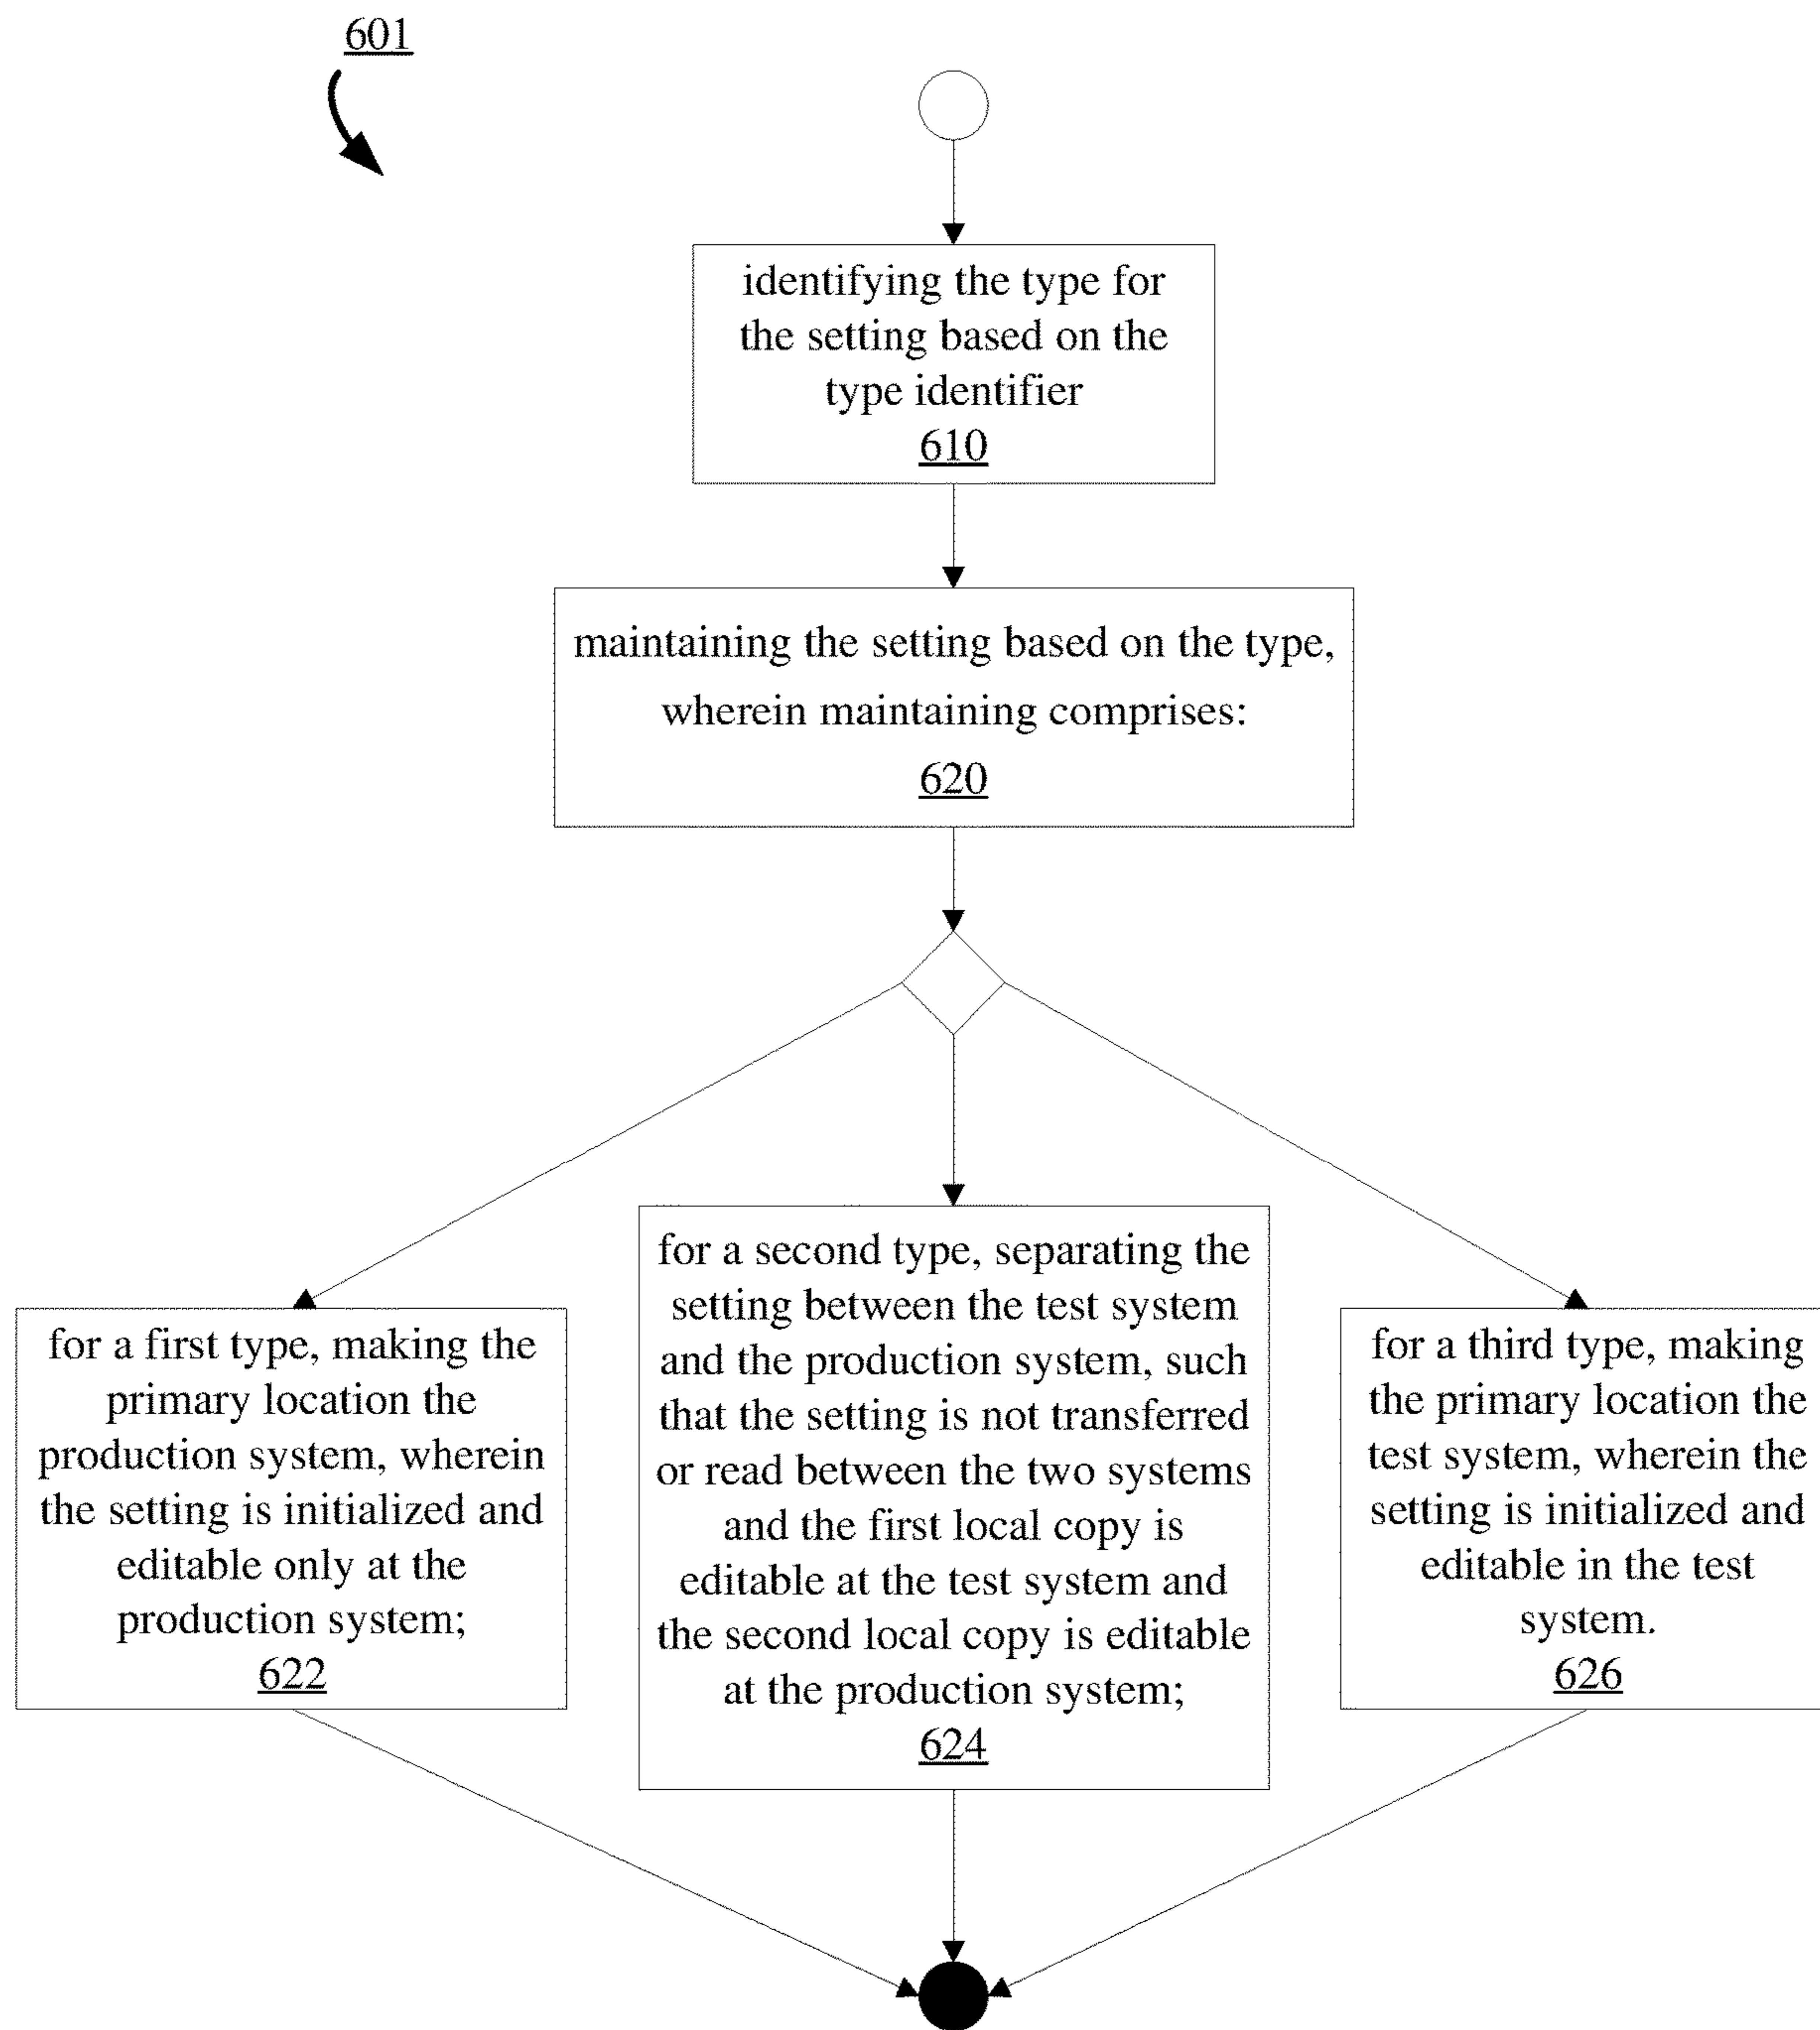 601
identifying the type for
the setting based on the
type identifier
610
maintaining the setting based on the type,
wherein maintaining comprises:
620
for a first type, making the
primary location the
production system, wherein
the setting is initialized and
editable only at the
production system;
622
for a second type, separating the
setting between the test system
and the production system, such
that the setting is not transferred
or read between the two systems
and the first local copy is
editable at the test system and
the second local copy is editable
at the production system;
624
for a third type, making
the primary location the
test system, wherein the
setting is initialized and
editable in the test
system.
626